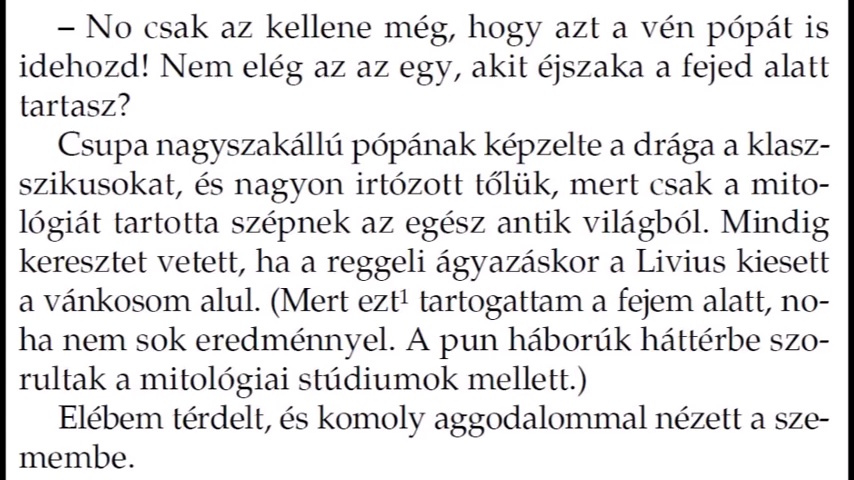 – No csak az kellene még, hogy azt a vén pópát is
idehozd! Nem elég az az egy, akit éjszaka a fejed alatt
tartasz?
Csupa nagyszakállú pópának képzelte a drága a klasz-
szikusokat, és nagyon irtózott tőlük, mert csak a mito-
lógiát tartotta szépnek az egész antik világból. Mindig
keresztet vetett, ha a reggeli ágyazáskor a Livius kiesett
a vánkosom alul. (Mert ezt¹ tartogattam a fejem alatt, no-
ha nem sok eredménnyel. A pun háborúk háttérbe szo-
rultak a mitológiai stúdiumok mellett.)
Elébem térdelt, és komoly aggodalommal nézett a sze-
membe.